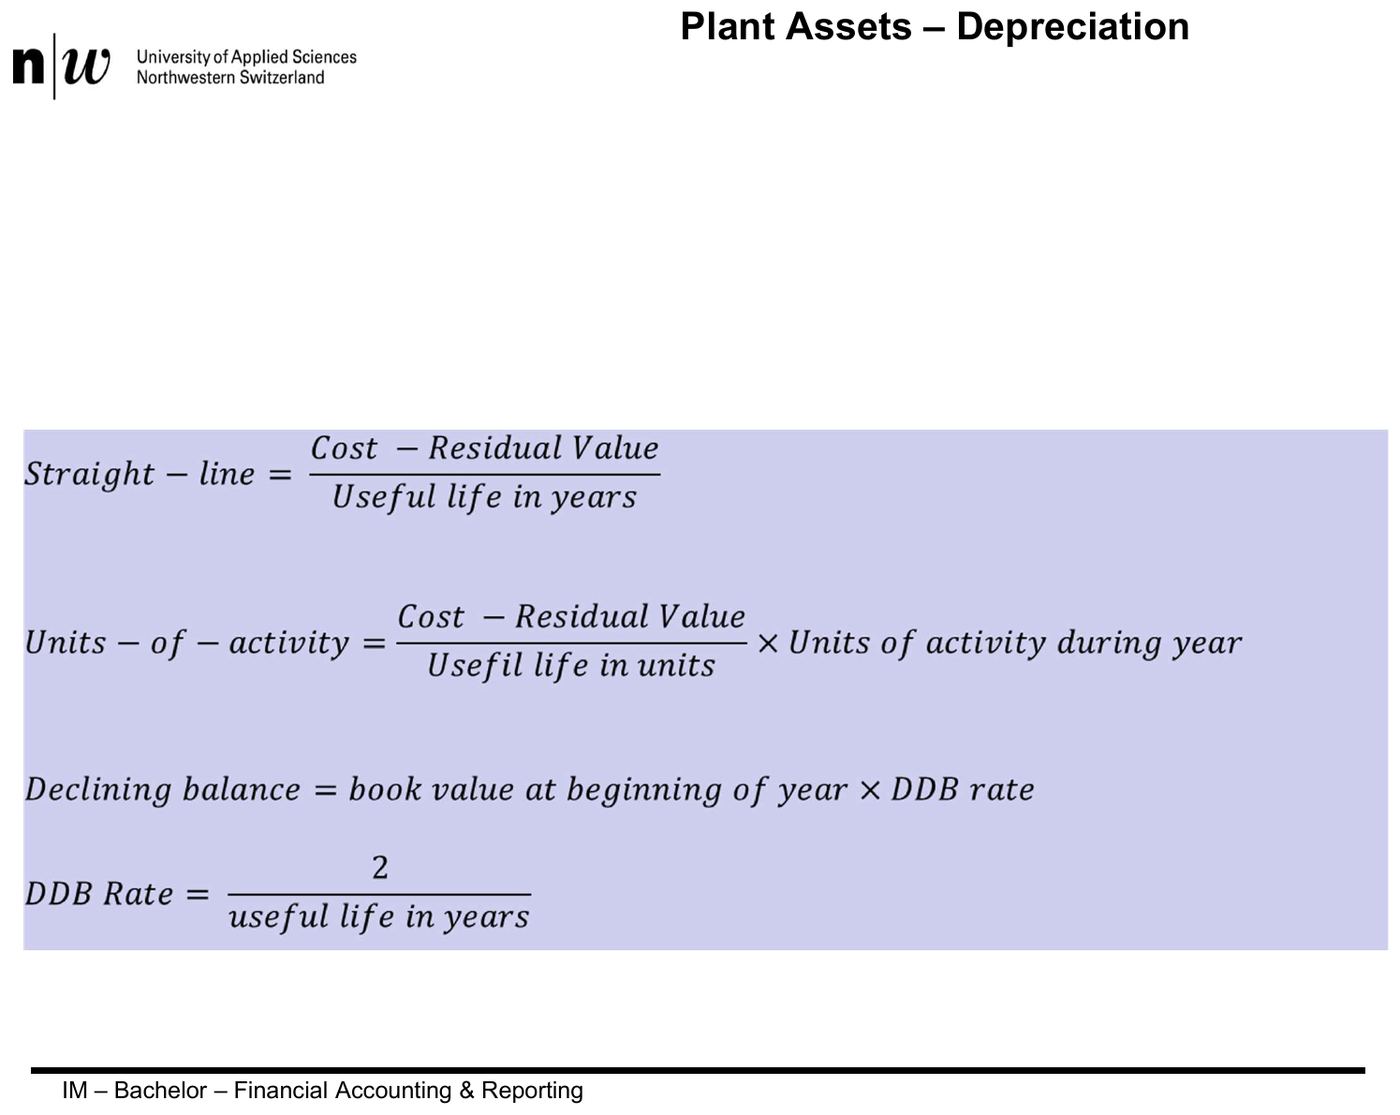 Plant Assets – Depreciation
n|w University of Applied Sciences
Northwestern Switzerland
Straight − line = (Cost − Residual Value) / (Useful life in years)
Units − of − activity = (Cost − Residual Value) / (Usefil life in units) × Units of activity during year
Declining balance = book value at beginning of year × DDB rate
DDB Rate = 2 / (useful life in years)
IM – Bachelor – Financial Accounting & Reporting